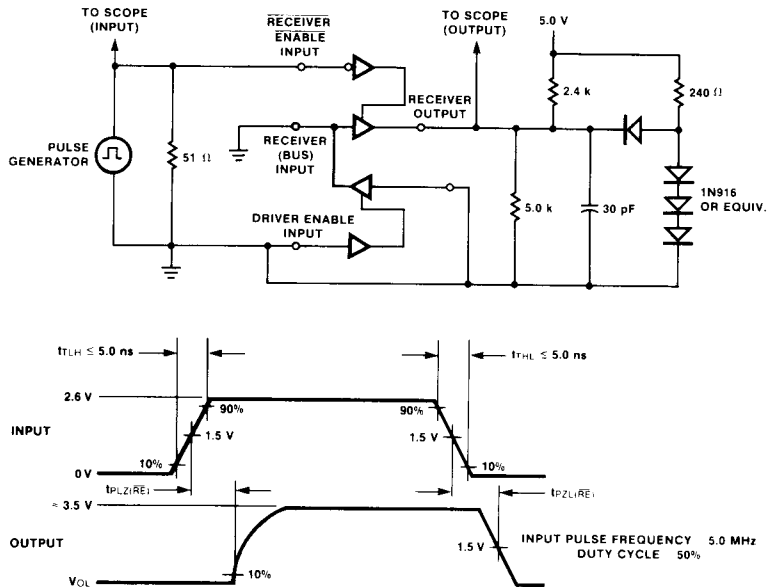 TO SCOPE
(INPUT)
RECEIVER
ENABLE
INPUT
TO SCOPE
(OUTPUT)
5.0 V
2.4 k
240 Ω
RECEIVER
OUTPUT
PULSE
GENERATOR
51 Ω
RECEIVER
(BUS)
INPUT
DRIVER ENABLE
INPUT
5.0 k
30 pF
1N916
OR EQUIV.
tTLH ≤ 5.0 ns
tTHL ≤ 5.0 ns
2.6 V
90%
90%
INPUT
1.5 V
1.5 V
10%
10%
0 V
tPLZ(RE)
tPZL(RE)
≈ 3.5 V
OUTPUT
1.5 V
INPUT PULSE FREQUENCY 5.0 MHz
DUTY CYCLE 50%
10%
VOL